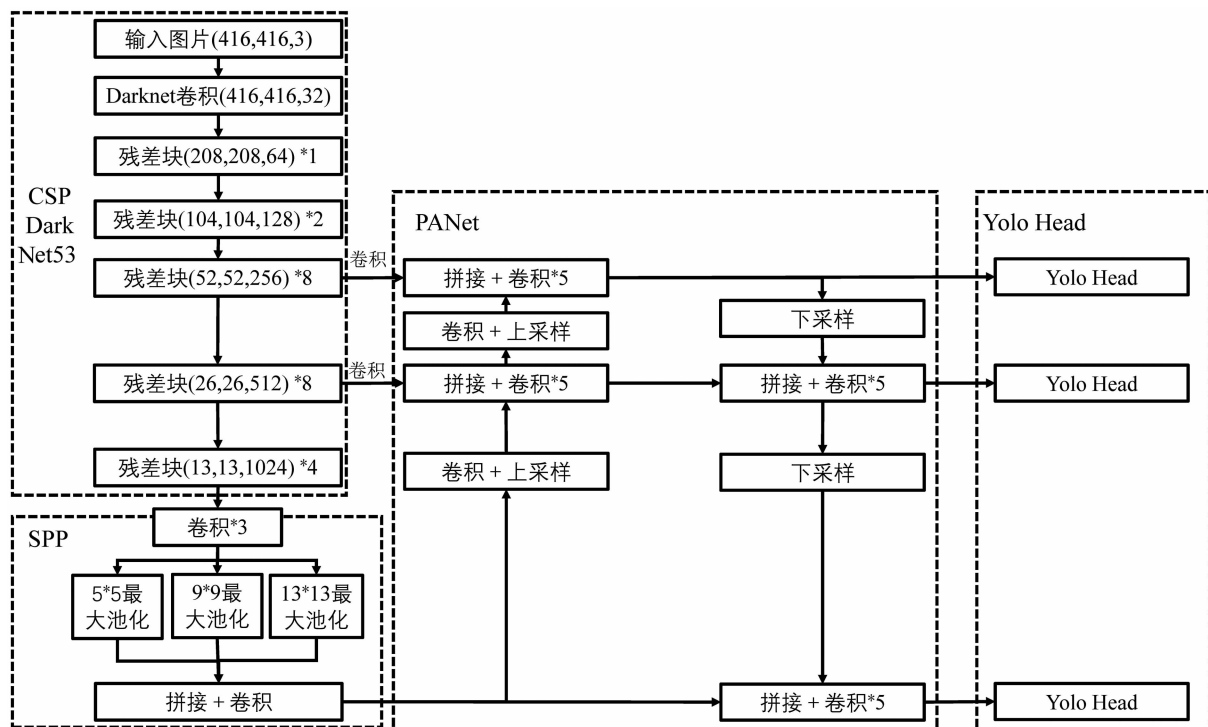 输入图片(416,416,3)
Darknet卷积(416,416,32)
残差块(208,208,64) *1
残差块(104,104,128) *2
残差块(52,52,256) *8
残差块(26,26,512) *8
残差块(13,13,1024) *4
CSP
Dark
Net53
SPP
卷积*3
5*5最
大池化
9*9最
大池化
13*13最
大池化
拼接 + 卷积
卷积
卷积
PANet
拼接 + 卷积*5
卷积 + 上采样
拼接 + 卷积*5
卷积 + 上采样
下采样
拼接 + 卷积*5
下采样
拼接 + 卷积*5
Yolo Head
Yolo Head
Yolo Head
Yolo Head